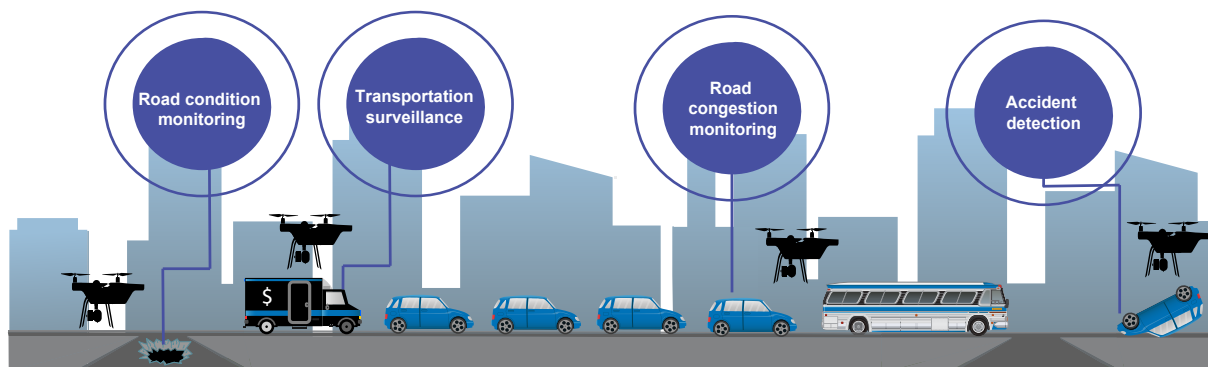 Road condition
monitoring
Transportation
surveillance
Road
congestion
monitoring
Accident
detection
$